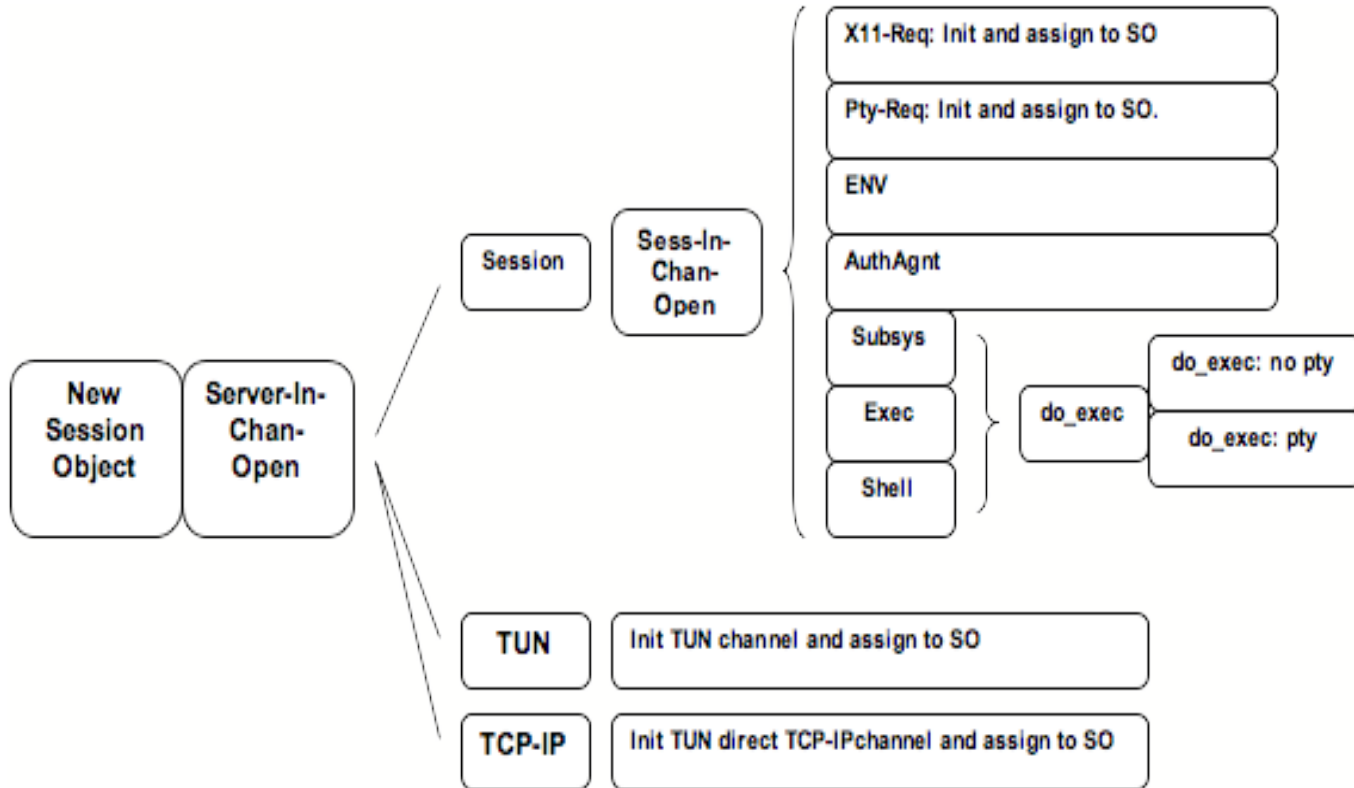 X11-Req: Init and assign to SO
Pty-Req: Init and assign to SO.
ENV
AuthAgnt
Session
Sess-In-
Chan-
Open
Subsys
Exec
Shell
do_exec
do_exec: no pty
do_exec: pty
New
Session
Object
Server-In-
Chan-
Open
TUN
Init TUN channel and assign to SO
TCP-IP
Init TUN direct TCP-IPchannel and assign to SO